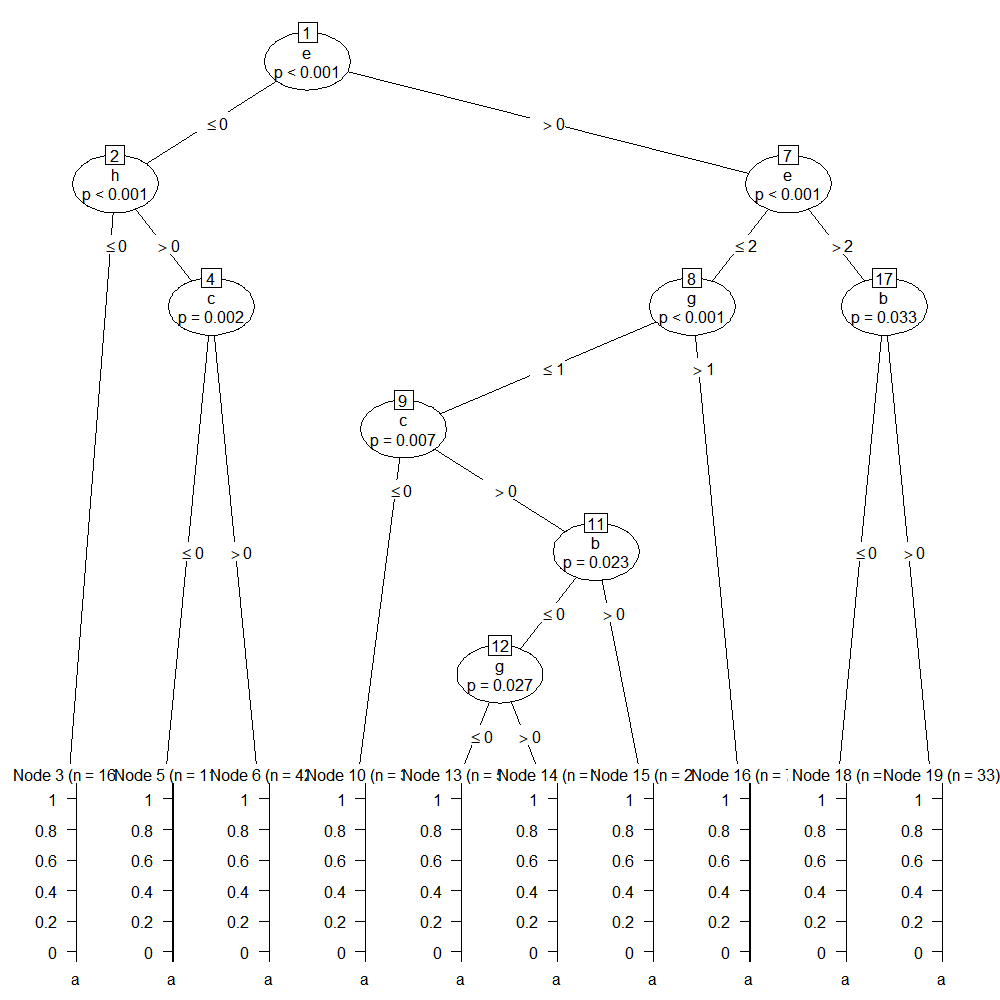 1
e
p < 0.001
≤ 0
> 0
2
h
p < 0.001
7
e
p < 0.001
≤ 0
> 0
≤ 2
> 2
4
c
p = 0.002
8
g
p < 0.001
17
b
p = 0.033
≤ 1
> 1
9
c
p = 0.007
≤ 0
> 0
11
b
p = 0.023
≤ 0
> 0
≤ 0
> 0
≤ 0
> 0
12
g
p = 0.027
≤ 0
> 0
Node 3 (n = 16 Node 5 (n = 1 Node 6 (n = 42 Node 10 (n = Node 13 (n = Node 14 (n = Node 15 (n = 2 Node 16 (n = Node 18 (n = Node 19 (n = 33)
1 1 1 1 1 1 1 1 1 1
0.8 0.8 0.8 0.8 0.8 0.8 0.8 0.8 0.8 0.8
0.6 0.6 0.6 0.6 0.6 0.6 0.6 0.6 0.6 0.6
0.4 0.4 0.4 0.4 0.4 0.4 0.4 0.4 0.4 0.4
0.2 0.2 0.2 0.2 0.2 0.2 0.2 0.2 0.2 0.2
0 0 0 0 0 0 0 0 0 0
a a a a a a a a a a